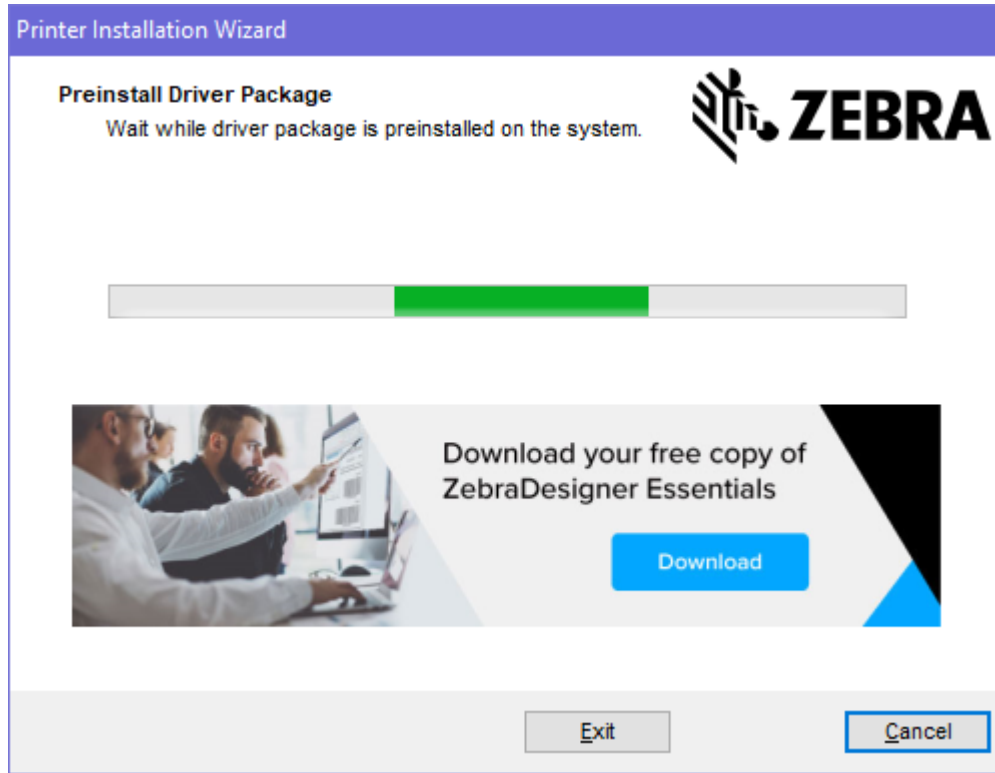 Printer Installation Wizard
Preinstall Driver Package
Wait while driver package is preinstalled on the system.
ZEBRA
Download your free copy of
ZebraDesigner Essentials
Download
Exit
Cancel